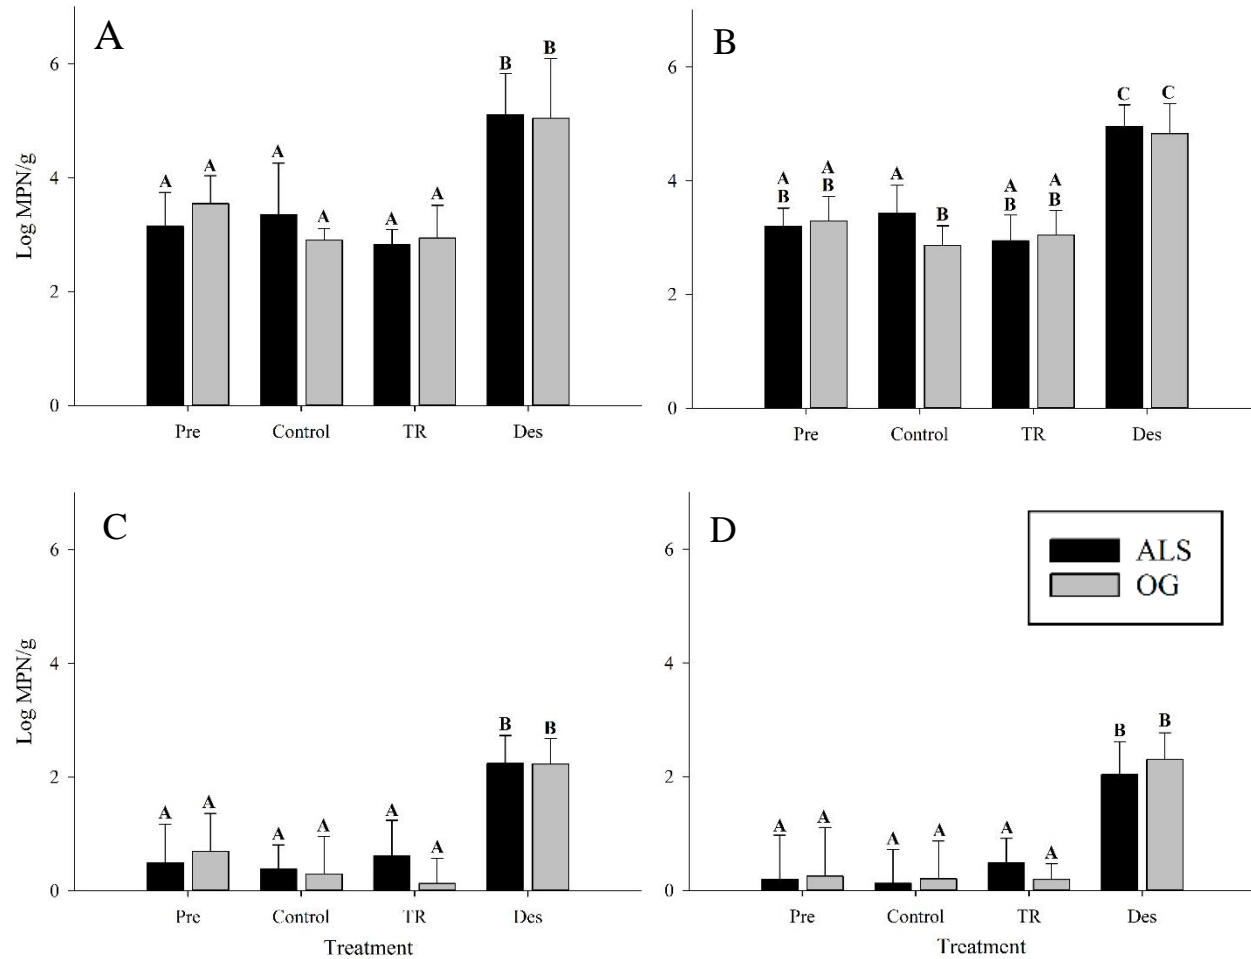 A
Log MPN/g
6
4
2
0
A
A
A
A
A
A
B
B
Pre
Control
TR
Des
B
6
4
2
0
A
B
A
B
A
B
A
B
A
B
C
C
Pre
Control
TR
Des
C
Log MPN/g
6
4
2
0
A
A
A
A
A
A
B
B
Pre
Control
TR
Des
Treatment
D
ALS
OG
6
4
2
0
A
A
A
A
A
A
B
B
Pre
Control
TR
Des
Treatment